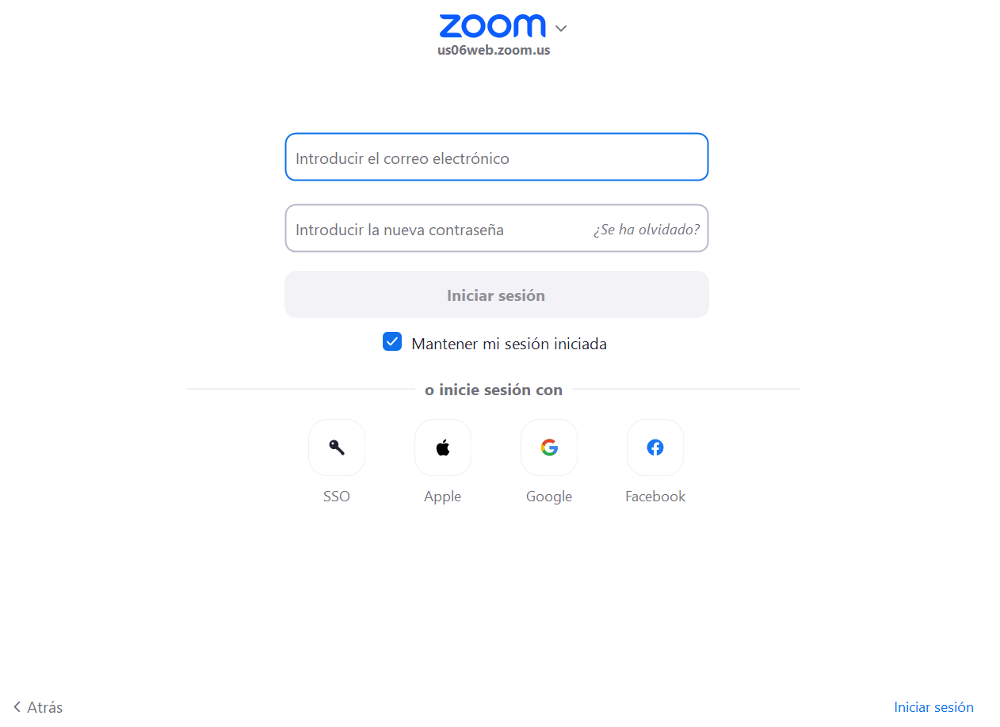 zoom
us06web.zoom.us
Introducir el correo electrónico
Introducir la nueva contraseña ¿Se ha olvidado?
Iniciar sesión
Mantener mi sesión iniciada
o inicie sesión con
SSO Apple Google Facebook
Atrás Iniciar sesión